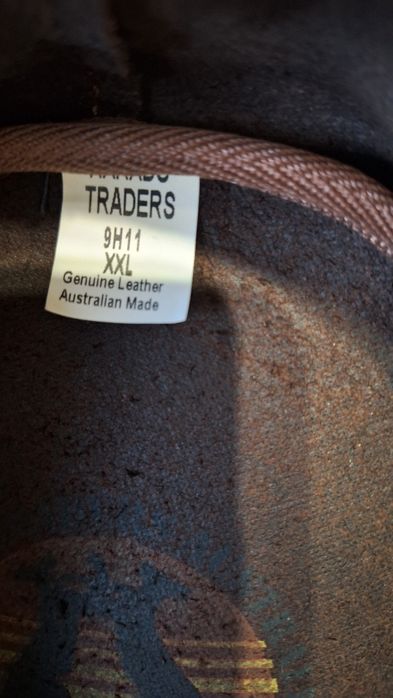 TRADERS
9H11
XXL
Genuine Leather
Australian Made